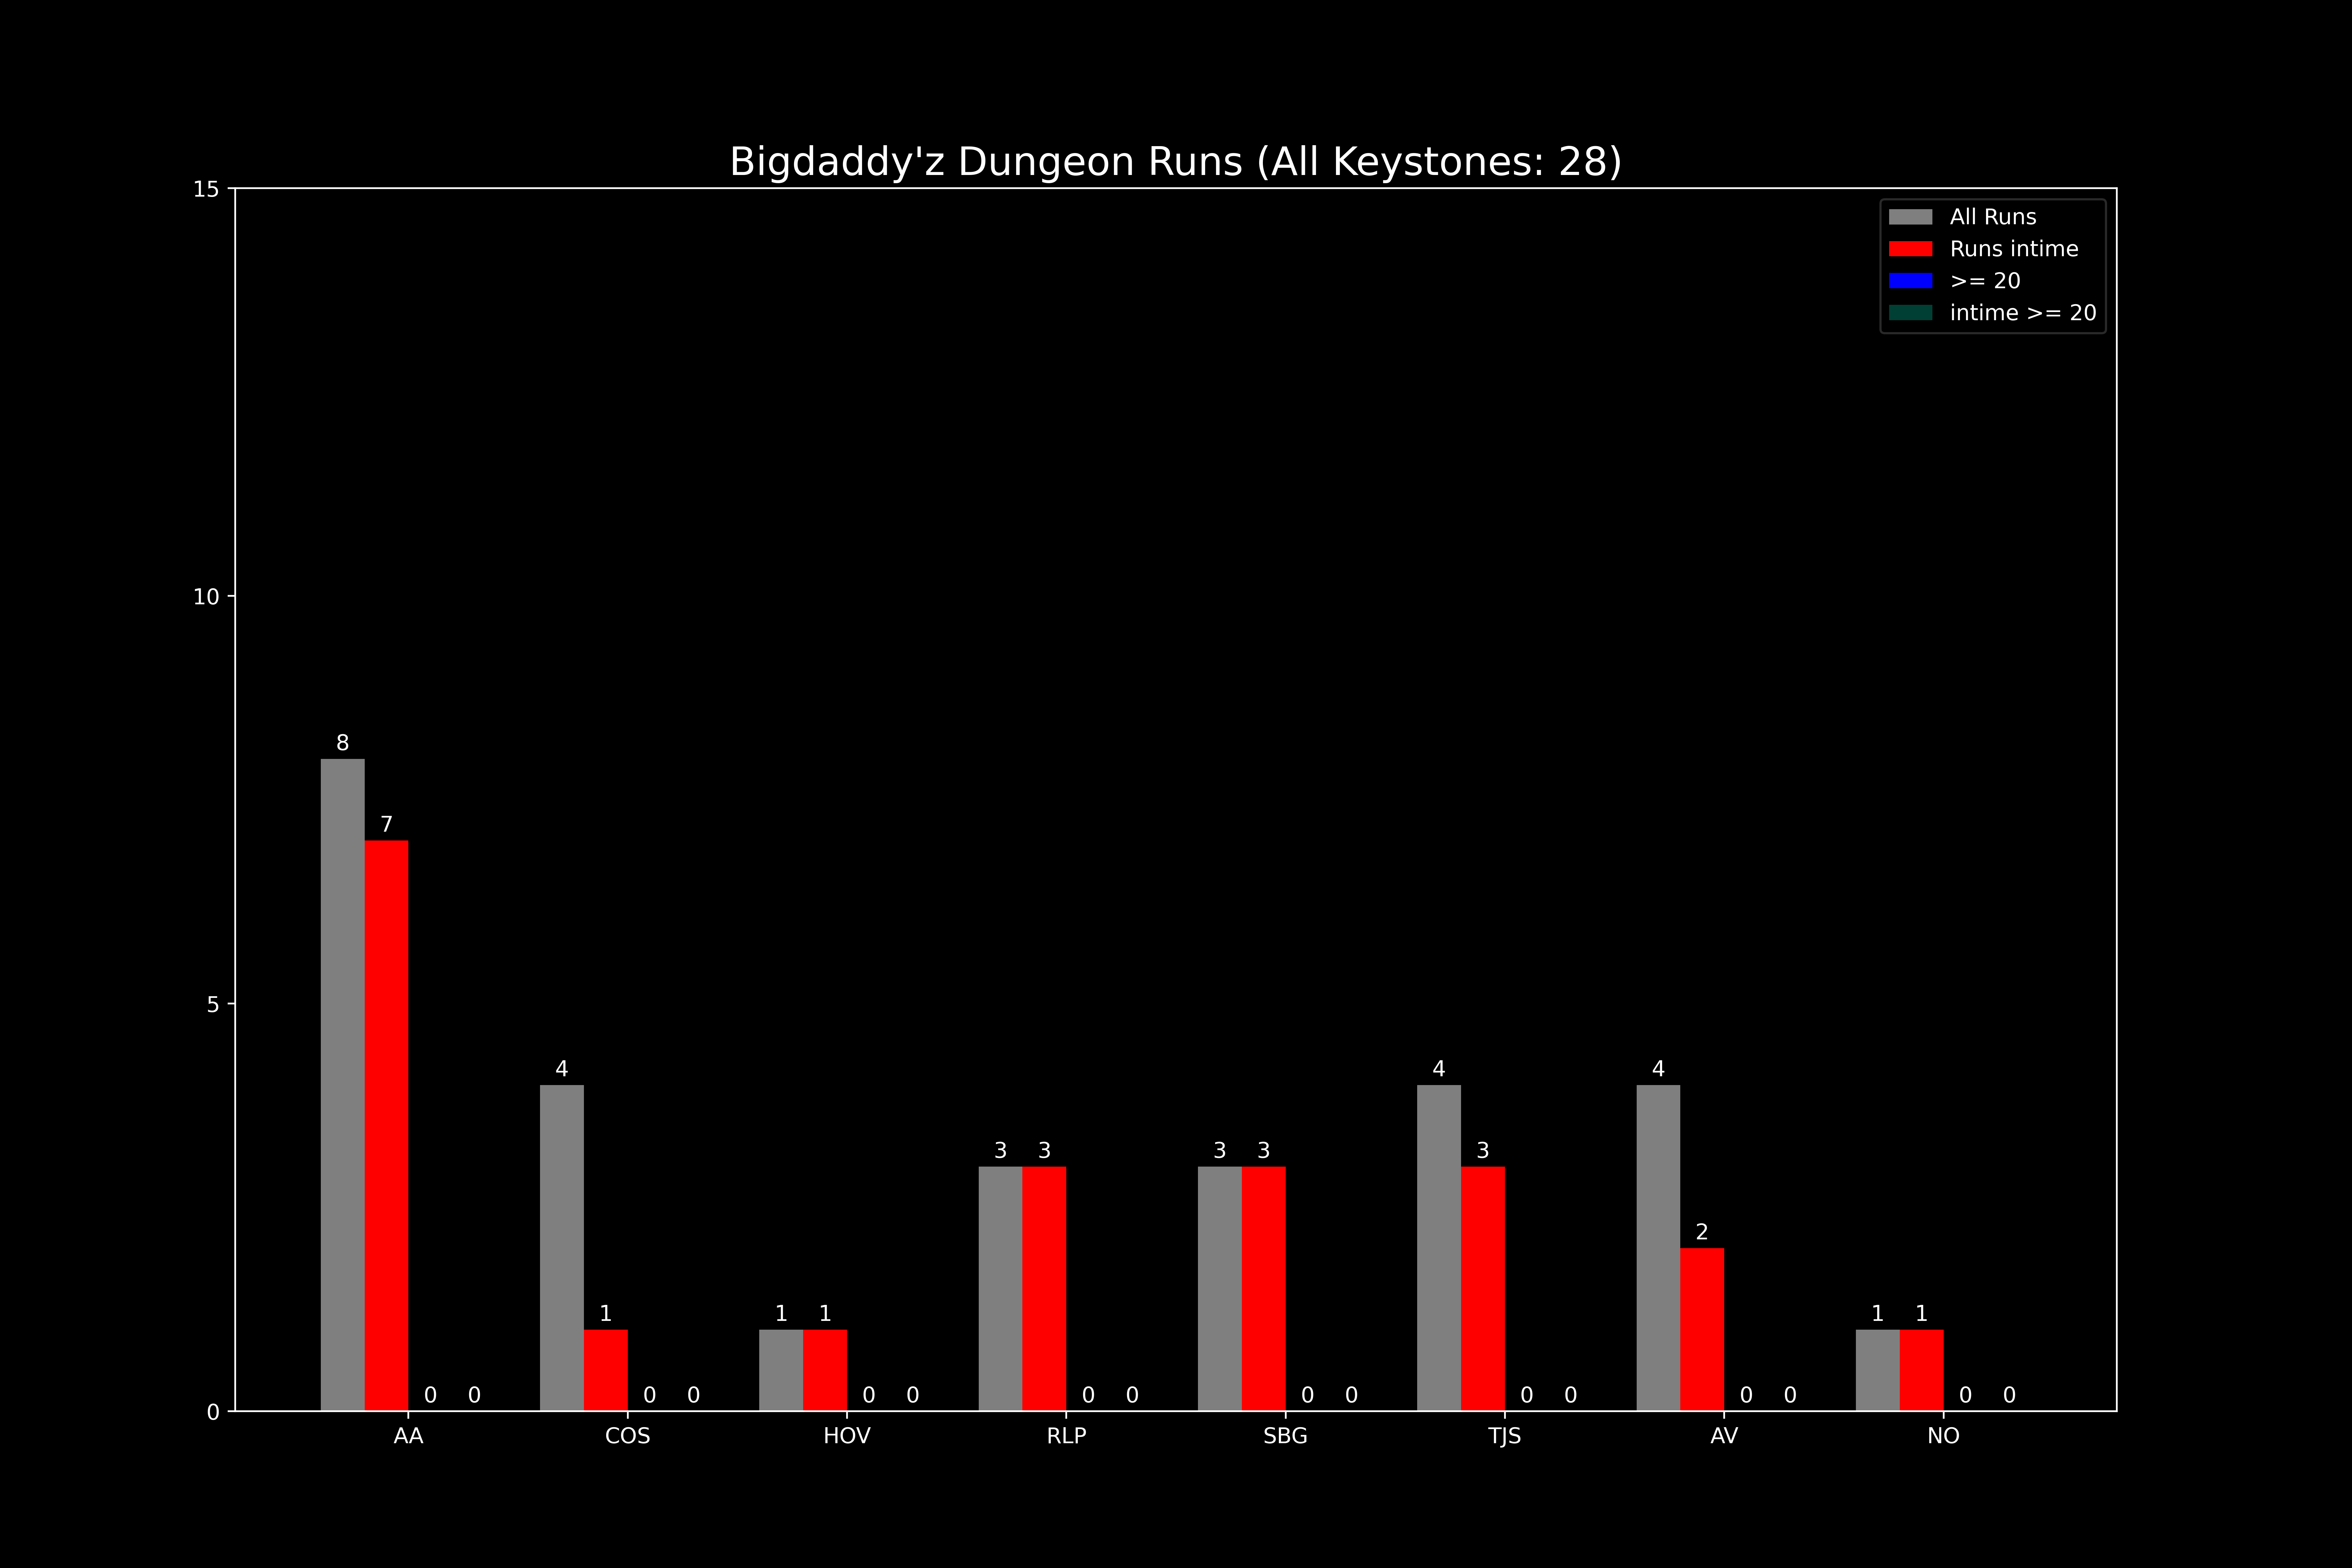 Bigdaddy'z Dungeon Runs (All Keystones: 28)
15
10
5
0
All Runs
Runs intime
>= 20
intime >= 20
8 7 0 0
4 1 0 0
1 1 0 0
3 3 0 0
3 3 0 0
4 3 0 0
4 2 0 0
1 1 0 0
AA COS HOV RLP SBG TJS AV NO